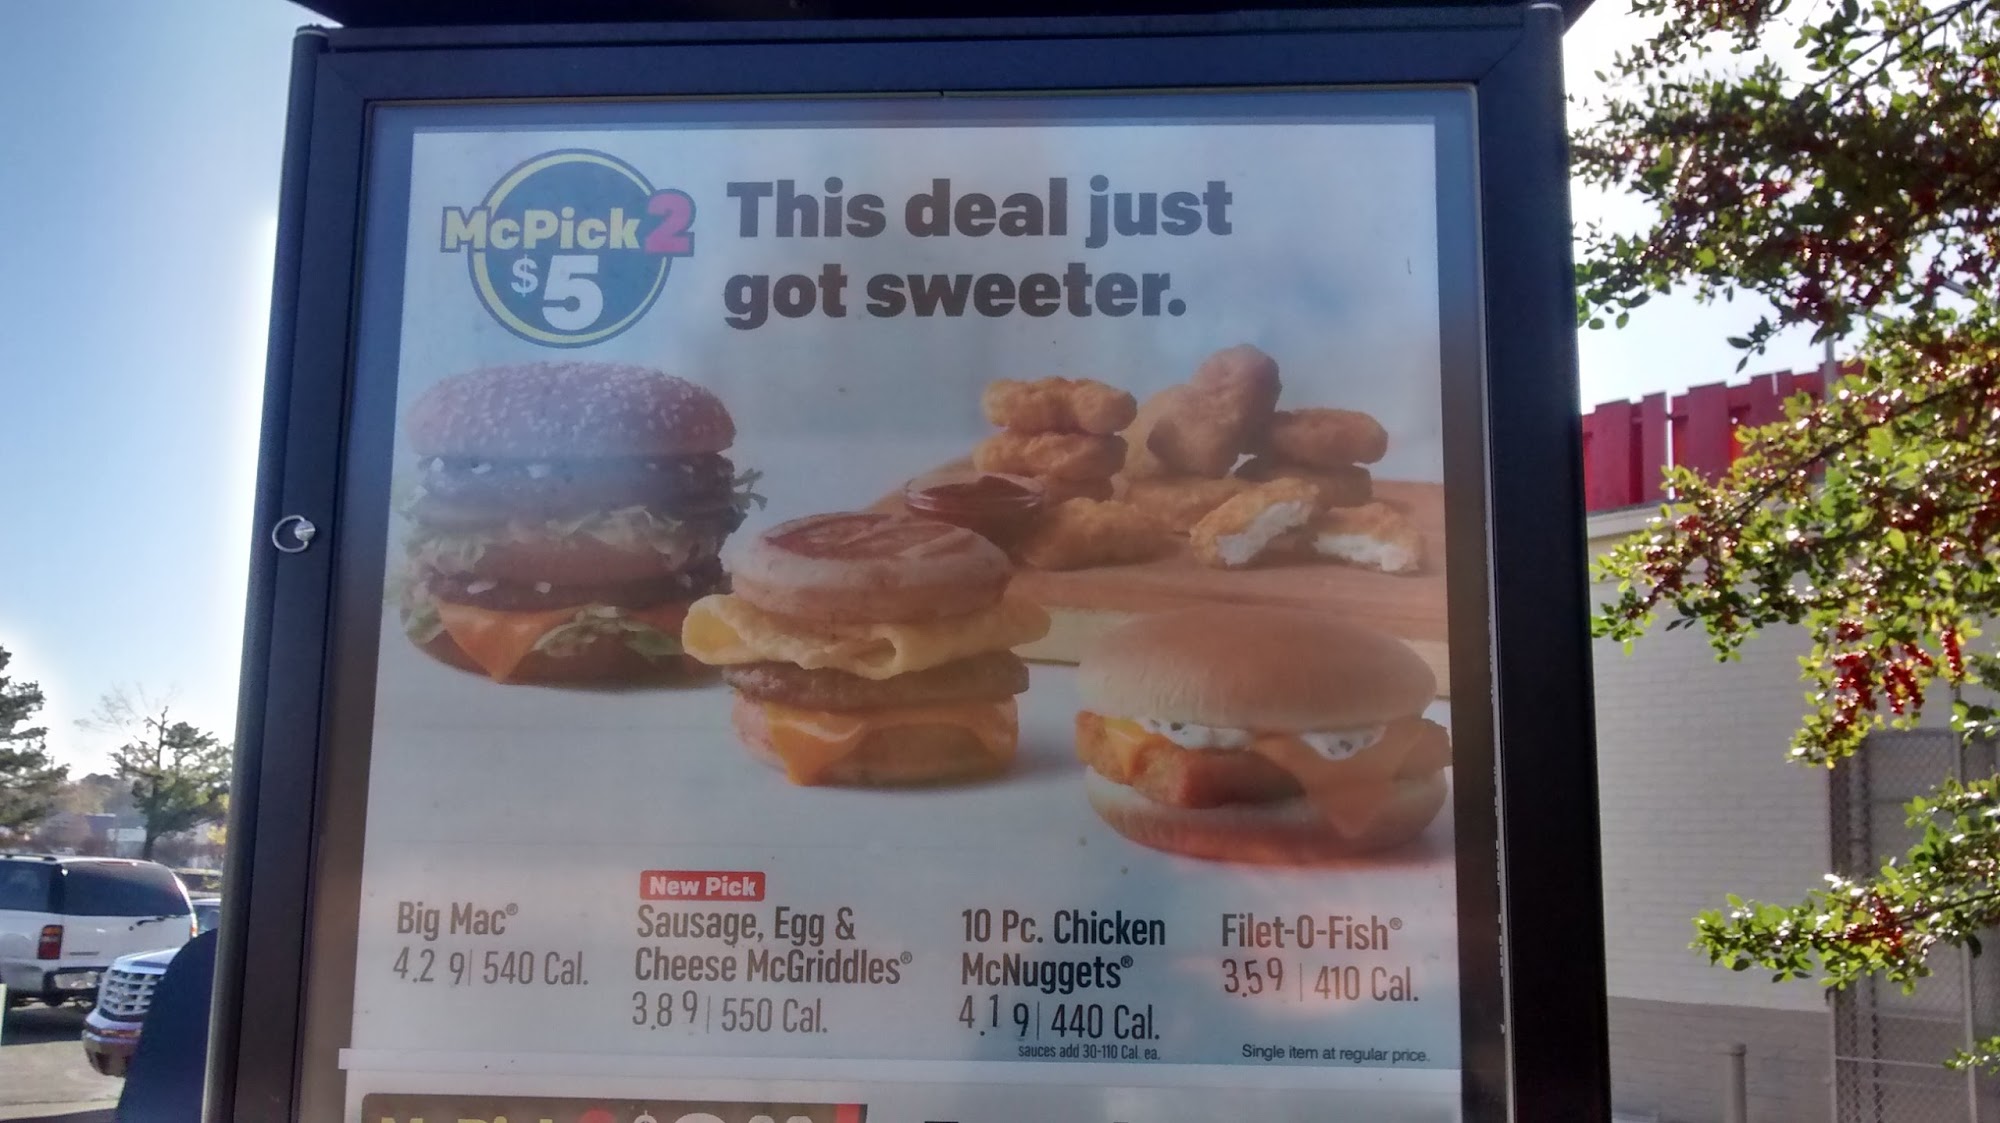 McPick 2
$5
This deal just
got sweeter.
Big Mac®
4.29 | 540 Cal.
New Pick
Sausage, Egg &
Cheese McGriddles®
3.89 | 550 Cal.
10 Pc. Chicken
McNuggets®
4.19 | 440 Cal.
sauces add 30-110 Cal. ea.
Filet-O-Fish®
3.59 | 410 Cal.
Single item at regular price.